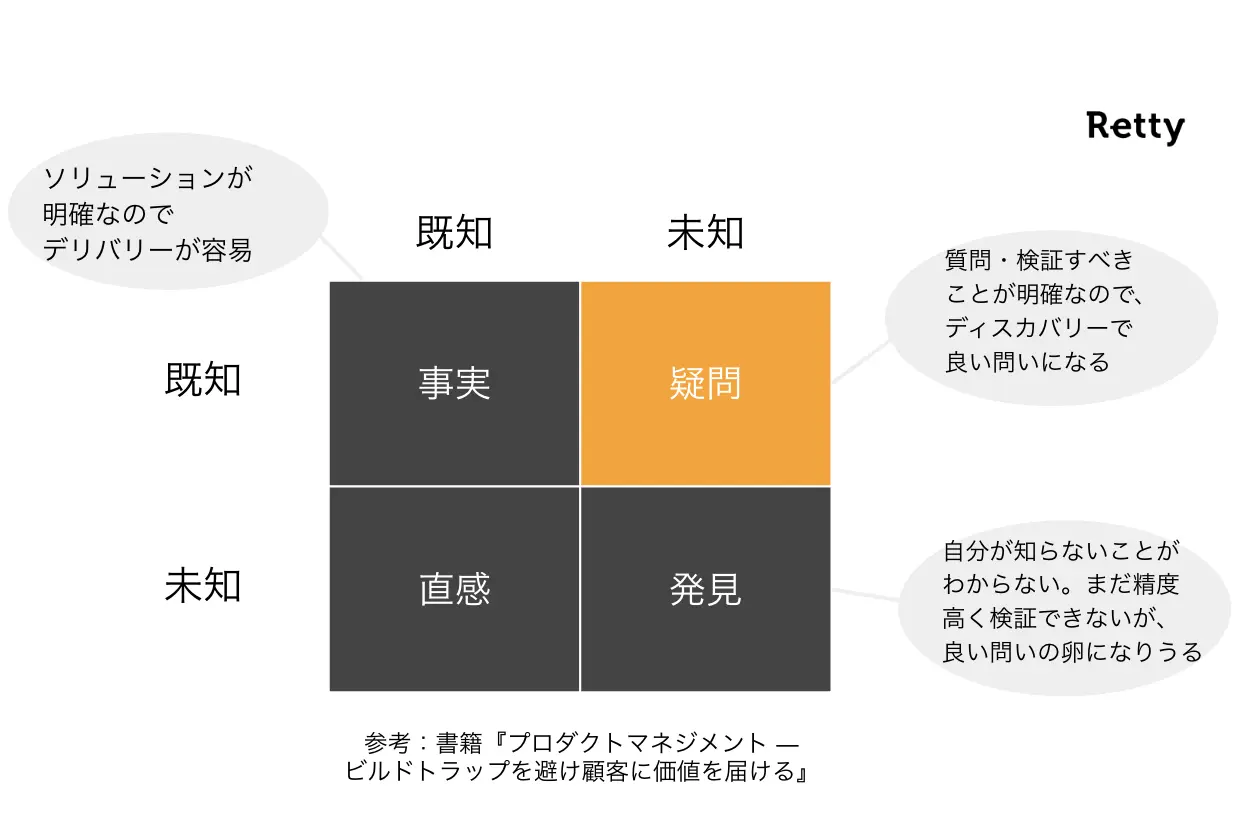 Retty
ソリューションが
明確なので
デリバリーが容易
既知
未知
質問・検証すべき
ことが明確なので、
ディスカバリーで
良い問いになる
既知
事実
疑問
未知
直感
発見
自分が知らないことが
わからない。まだ精度
高く検証できないが、
良い問いの卵になりうる
参考：書籍『プロダクトマネジメント ―
ビルドトラップを避け顧客に価値を届ける』